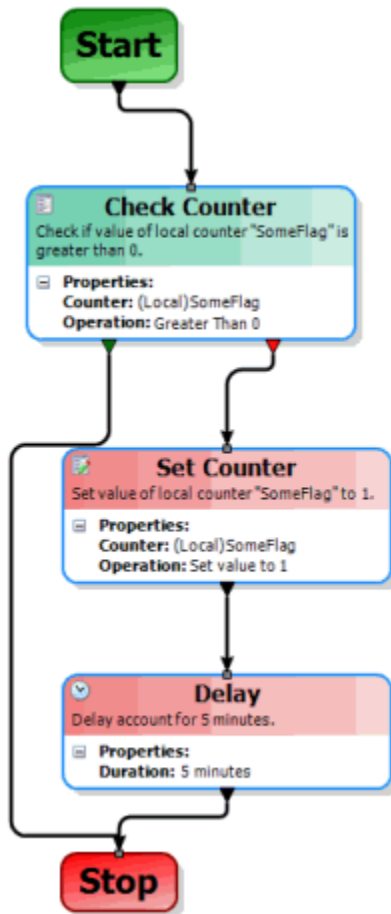 Start
Check Counter
Check if value of local counter "SomeFlag" is
greater than 0.
Properties:
Counter: (Local)SomeFlag
Operation: Greater Than 0
Set Counter
Set value of local counter "SomeFlag" to 1.
Properties:
Counter: (Local)SomeFlag
Operation: Set value to 1
Delay
Delay account for 5 minutes.
Properties:
Duration: 5 minutes
Stop